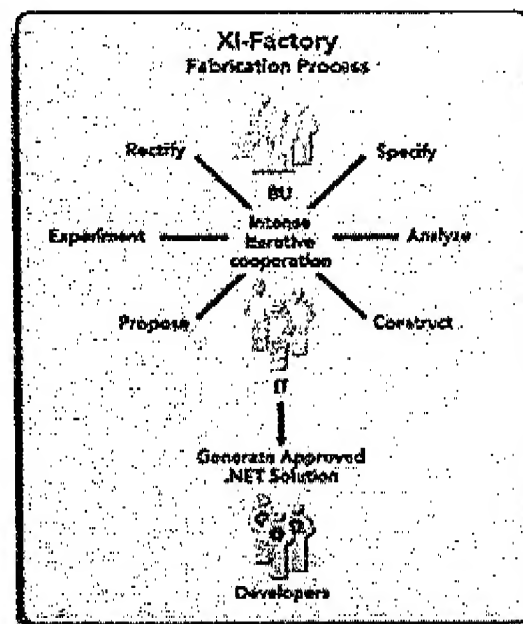 XI-Factory
Fabrication Process
Rectify
Specify
BU
Intense
iterative
cooperation
Experiment
Analyze
Propose
Construct
IT
Generate Approved
.NET Solution
Developers